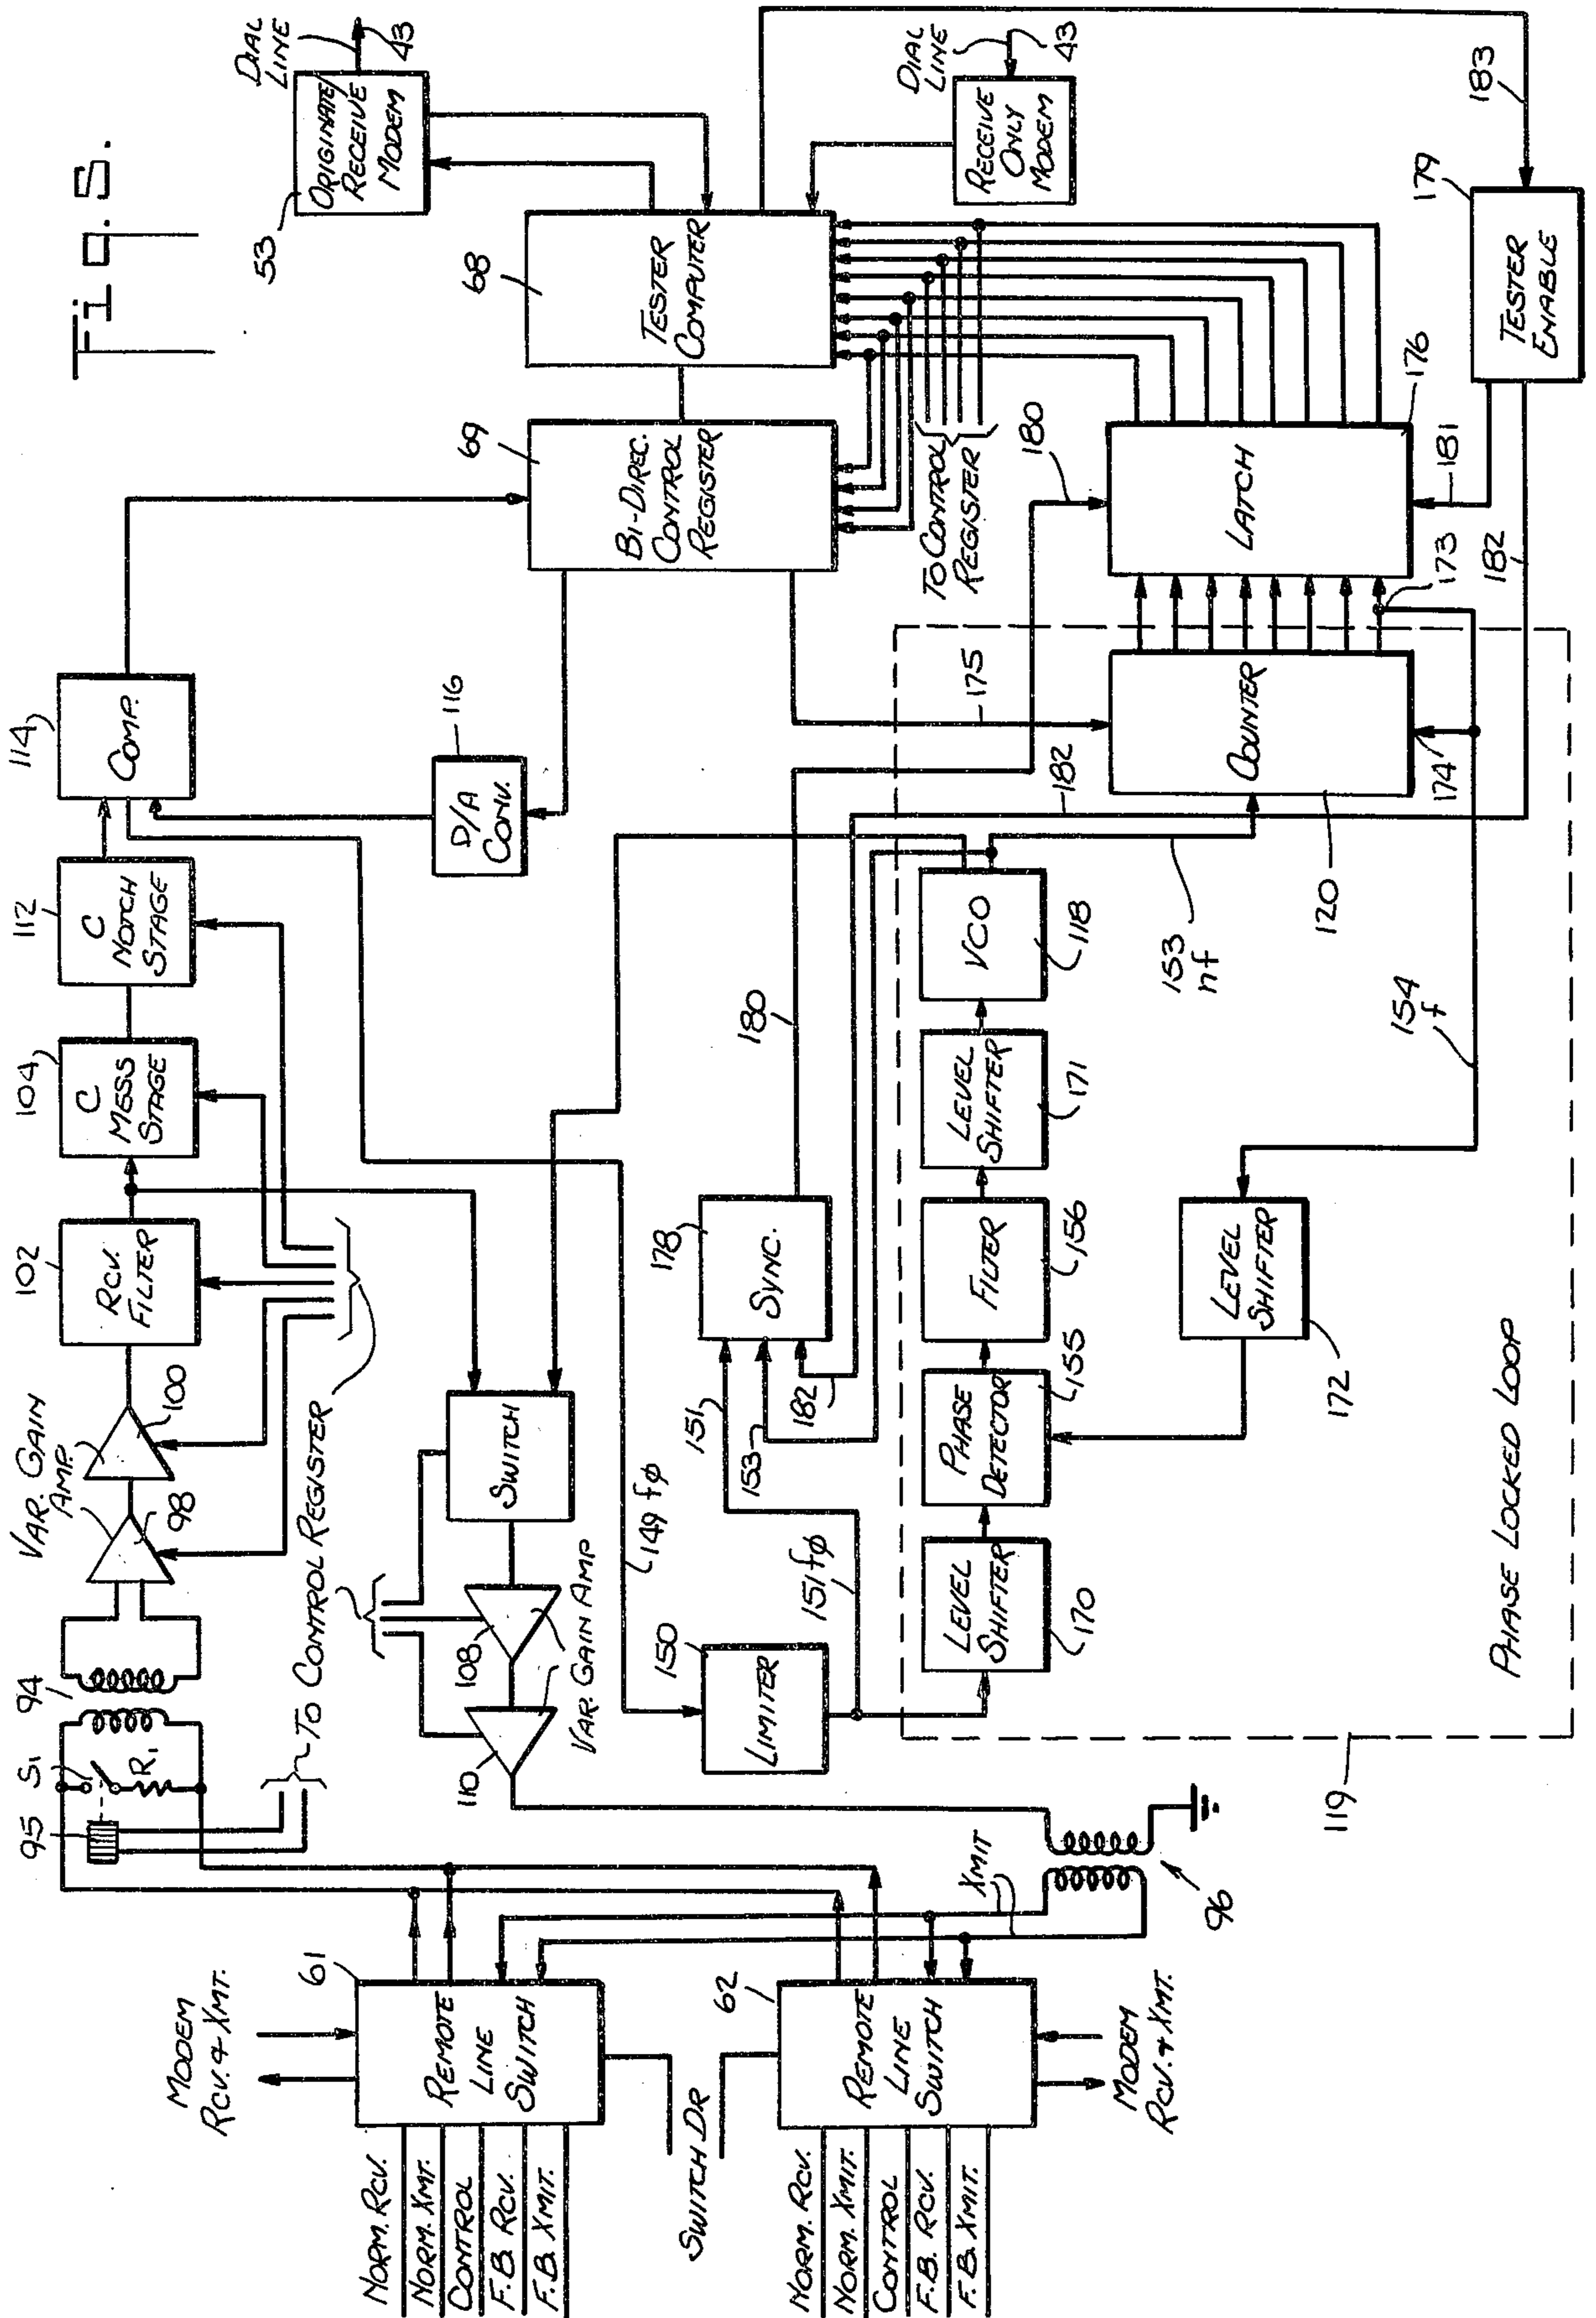 Fig. 5.
DIAL
LINE
43
ORIGINATE/
RECEIVE
MODEM
53
DIAL
LINE
43
RECEIVE
ONLY
MODEM
183
179
TESTER
ENABLE
68
TESTER
COMPUTER
69
BI-DIREC.
CONTROL
REGISTER
TO CONTROL
REGISTER
180
176
LATCH
181
173
182
114
COMP.
116
D/A
CONV.
175
182
COUNTER
174
120
112
C
NOTCH
STAGE
104
C
MESS
STAGE
102
RCV.
FILTER
VAR. GAIN
AMP.
100
98
94
S1
R1
95
TO CONTROL REGISTER
SWITCH
108
110
VAR. GAIN AMP
149 fφ
150
LIMITER
151 fφ
151
153
182
178
SYNC.
180
VCO
118
153
nf
154
f
LEVEL
SHIFTER
171
FILTER
156
PHASE
DETECTOR
155
LEVEL
SHIFTER
170
LEVEL
SHIFTER
172
PHASE LOCKED LOOP
119
XMIT
96
MODEM
RCV. & XMT.
61
REMOTE
LINE
SWITCH
NORM. RCV.
NORM. XMT.
CONTROL
F.B. RCV.
F.B. XMIT.
SWITCH DR
62
REMOTE
LINE
SWITCH
NORM. RCV.
NORM. XMIT.
CONTROL
F.B. RCV.
F.B. XMIT.
MODEM
RCV. & XMT.